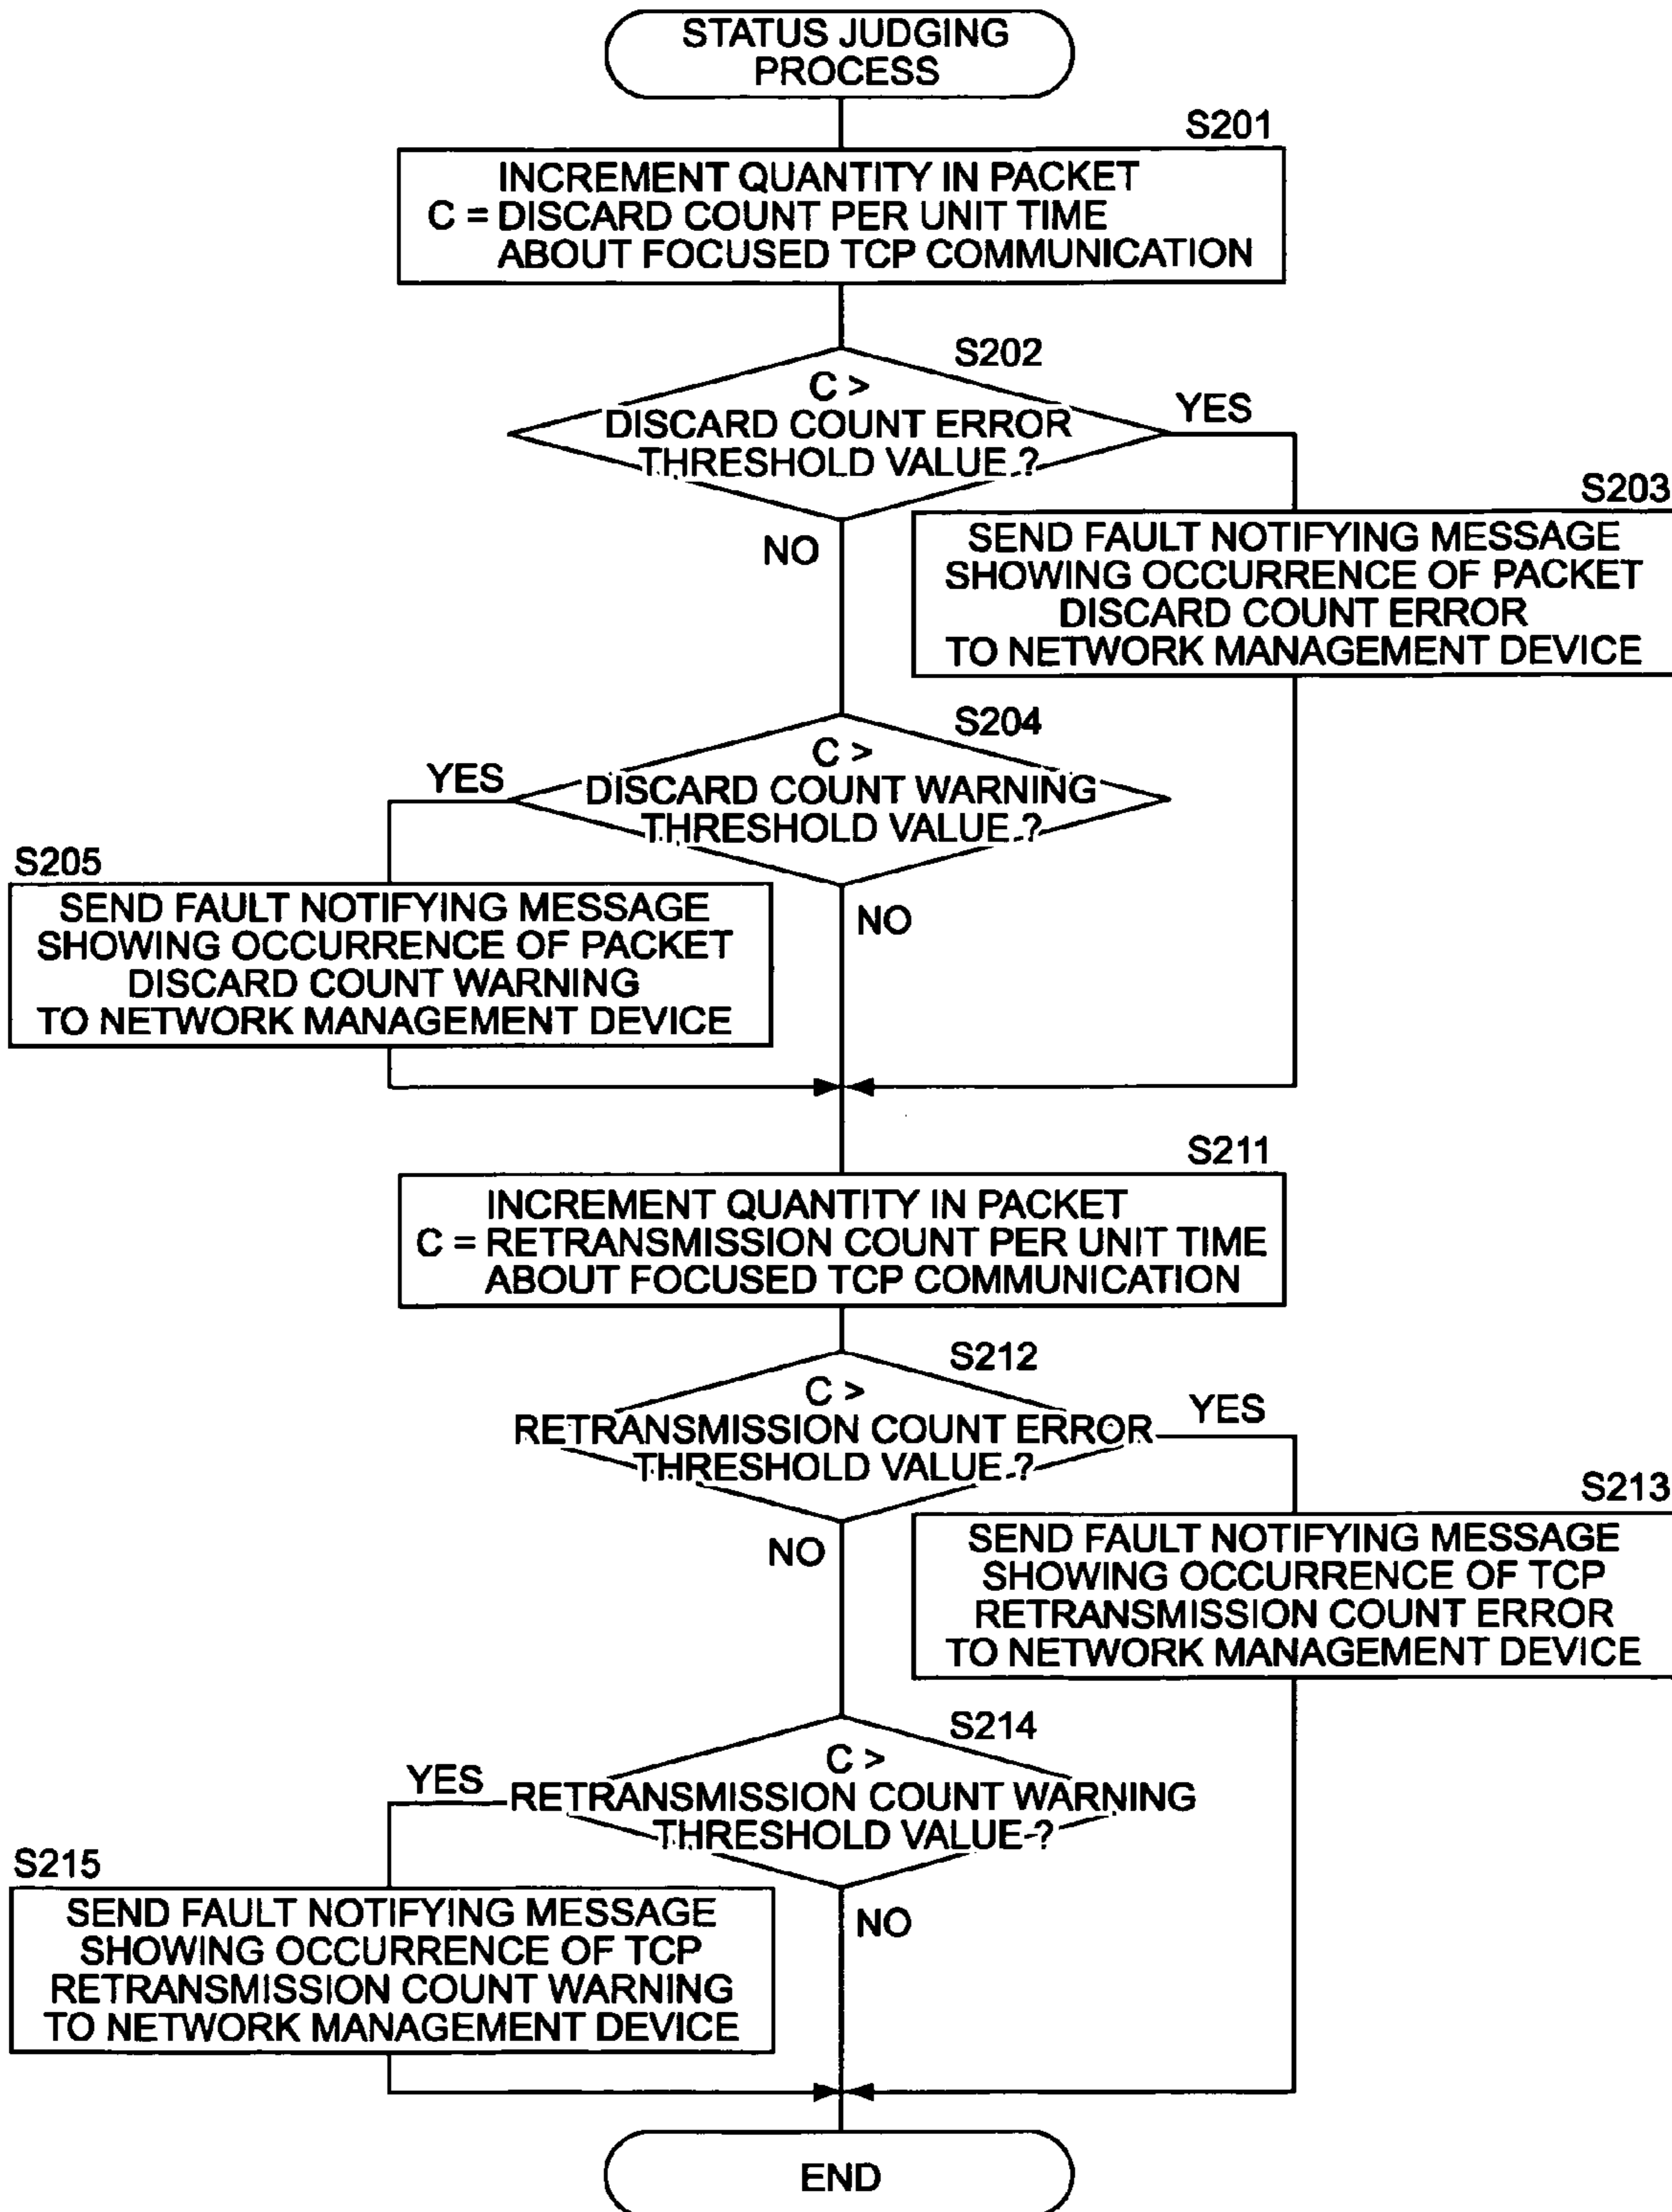 STATUS JUDGING
PROCESS
S201
INCREMENT QUANTITY IN PACKET
C = DISCARD COUNT PER UNIT TIME
ABOUT FOCUSED TCP COMMUNICATION
S202
C >
DISCARD COUNT ERROR
THRESHOLD VALUE ?
YES
NO
S203
SEND FAULT NOTIFYING MESSAGE
SHOWING OCCURRENCE OF PACKET
DISCARD COUNT ERROR
TO NETWORK MANAGEMENT DEVICE
S204
C >
DISCARD COUNT WARNING
THRESHOLD VALUE ?
YES
NO
S205
SEND FAULT NOTIFYING MESSAGE
SHOWING OCCURRENCE OF PACKET
DISCARD COUNT WARNING
TO NETWORK MANAGEMENT DEVICE
S211
INCREMENT QUANTITY IN PACKET
C = RETRANSMISSION COUNT PER UNIT TIME
ABOUT FOCUSED TCP COMMUNICATION
S212
C >
RETRANSMISSION COUNT ERROR
THRESHOLD VALUE ?
YES
NO
S213
SEND FAULT NOTIFYING MESSAGE
SHOWING OCCURRENCE OF TCP
RETRANSMISSION COUNT ERROR
TO NETWORK MANAGEMENT DEVICE
S214
C >
RETRANSMISSION COUNT WARNING
THRESHOLD VALUE ?
YES
NO
S215
SEND FAULT NOTIFYING MESSAGE
SHOWING OCCURRENCE OF TCP
RETRANSMISSION COUNT WARNING
TO NETWORK MANAGEMENT DEVICE
END